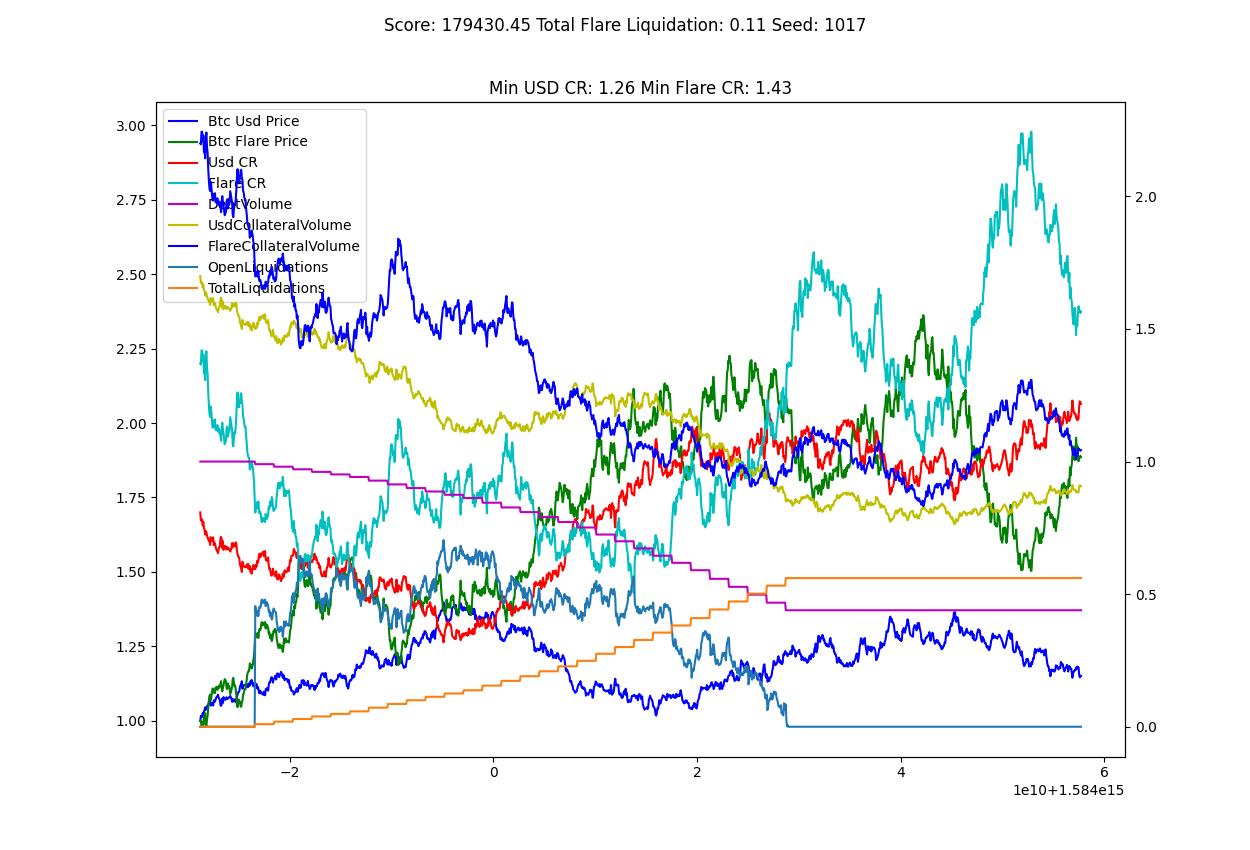 Score: 179430.45 Total Flare Liquidation: 0.11 Seed: 1017
Min USD CR: 1.26 Min Flare CR: 1.43
Btc Usd Price
Btc Flare Price
Usd CR
Flare CR
DebtVolume
UsdCollateralVolume
FlareCollateralVolume
OpenLiquidations
TotalLiquidations
3.00
2.75
2.50
2.25
2.00
1.75
1.50
1.25
1.00
2.0
1.5
1.0
0.5
0.0
−2
0
2
4
6
1e10+1.584e15